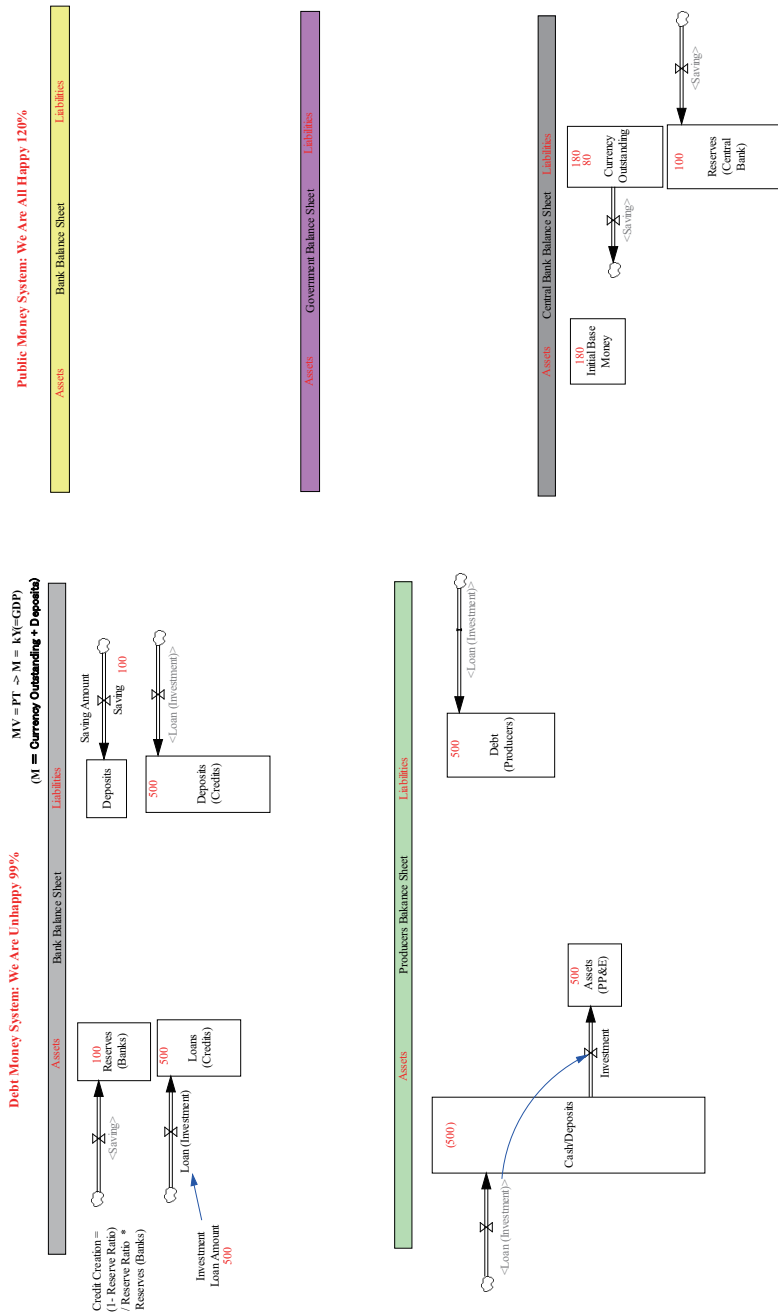 Debt Money System: We Are Unhappy 99%
MV = PT -> M = kY(=GDP)
(M = Currency Outstanding + Deposits)
Assets
Bank Balance Sheet
Liabilities
Credit Creation =
(1- Reserve Ratio)
/ Reserve Ratio *
Reserves (Banks)
<Saving>
100
Reserves
(Banks)
Deposits
Saving Amount
Saving
100
Investment
Loan Amount
500
Loan (Investment)
500
Loans
(Credits)
500
Deposits
(Credits)
<Loan (Investment)>
Assets
Producers Bakance Sheet
Liabilities
<Loan (Investment)>
(500)
Cash/Deposits
Investment
500
Assets
(PP&E)
500
Debt
(Producers)
<Loan (Investment)>
Public Money System: We Are All Happy 120%
Assets
Bank Balance Sheet
Liabilities
Assets
Government Balance Sheet
Liabilities
Assets
Central Bank Balance Sheet
Liabilities
180
Initial Base
Money
<Saving>
180
80
Currency
Outstanding
100
Reserves
(Central
Bank)
<Saving>